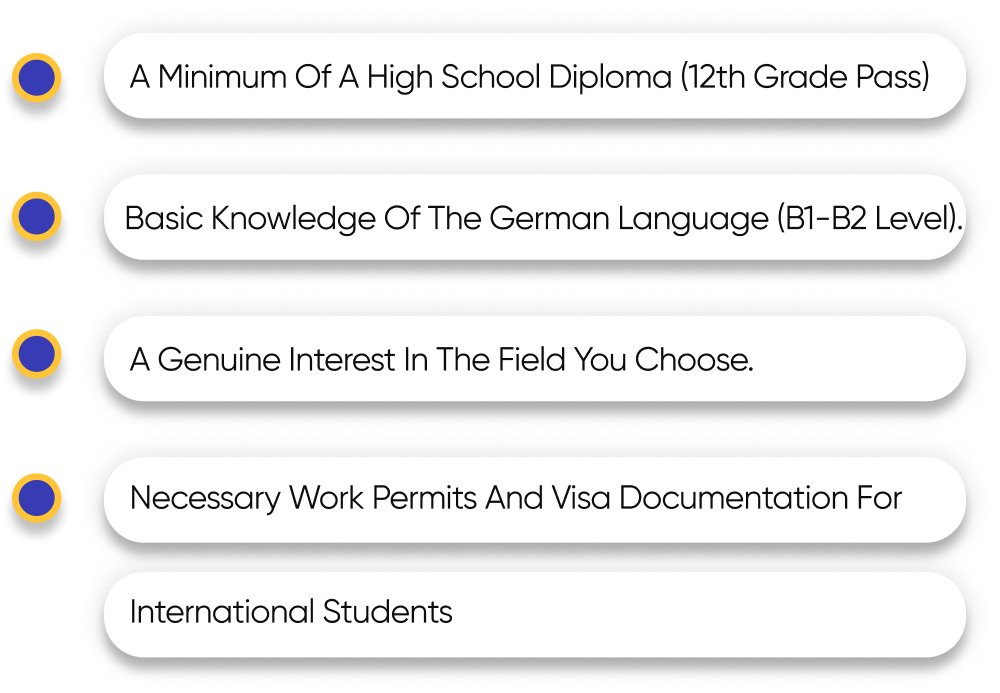 A Minimum Of A High School Diploma (12th Grade Pass)
Basic Knowledge Of The German Language (B1-B2 Level).
A Genuine Interest In The Field You Choose.
Necessary Work Permits And Visa Documentation For
International Students